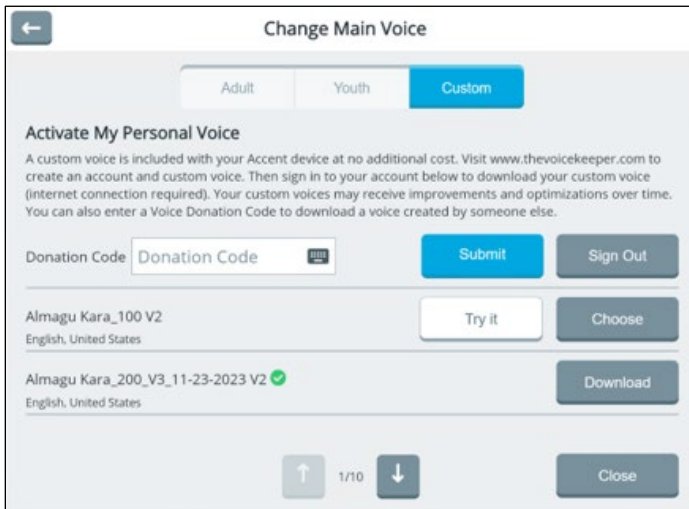 Change Main Voice
Adult Youth Custom
Activate My Personal Voice
A custom voice is included with your Accent device at no additional cost. Visit www.thevoicekeeper.com to
create an account and custom voice. Then sign in to your account below to download your custom voice
(internet connection required). Your custom voices may receive improvements and optimizations over time.
You can also enter a Voice Donation Code to download a voice created by someone else.
Donation Code Donation Code Submit Sign Out
Almagu Kara_100 V2 Try it Choose
English, United States
Almagu Kara_200_V3_11-23-2023 V2 Download
English, United States
1/10 Close